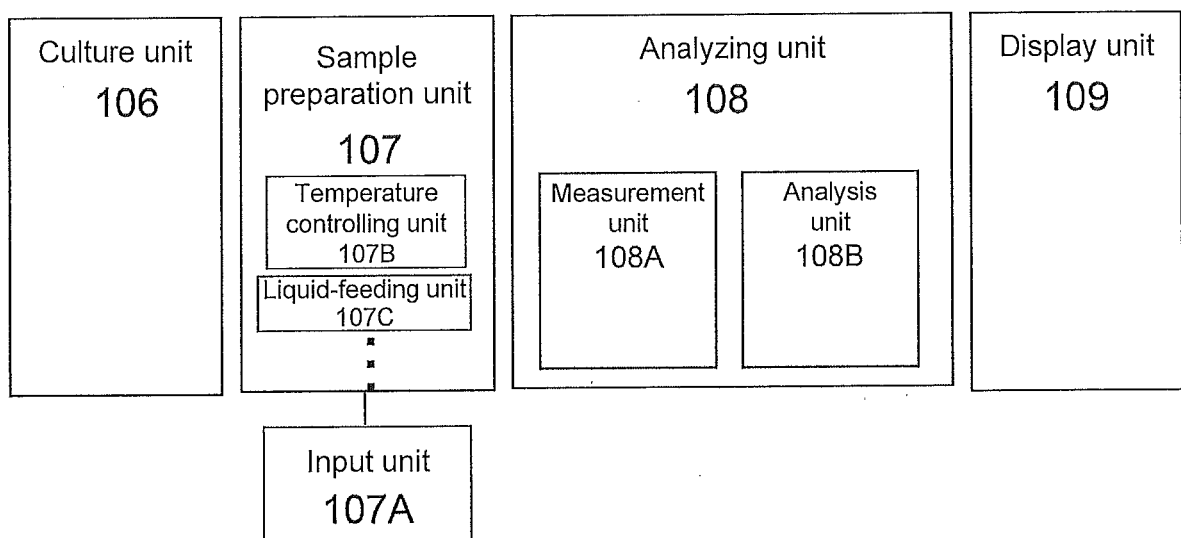 Culture unit
106
Sample
preparation unit
107
Temperature
controlling unit
107B
Liquid-feeding unit
107C
Input unit
107A
Analyzing unit
108
Measurement
unit
108A
Analysis
unit
108B
Display unit
109